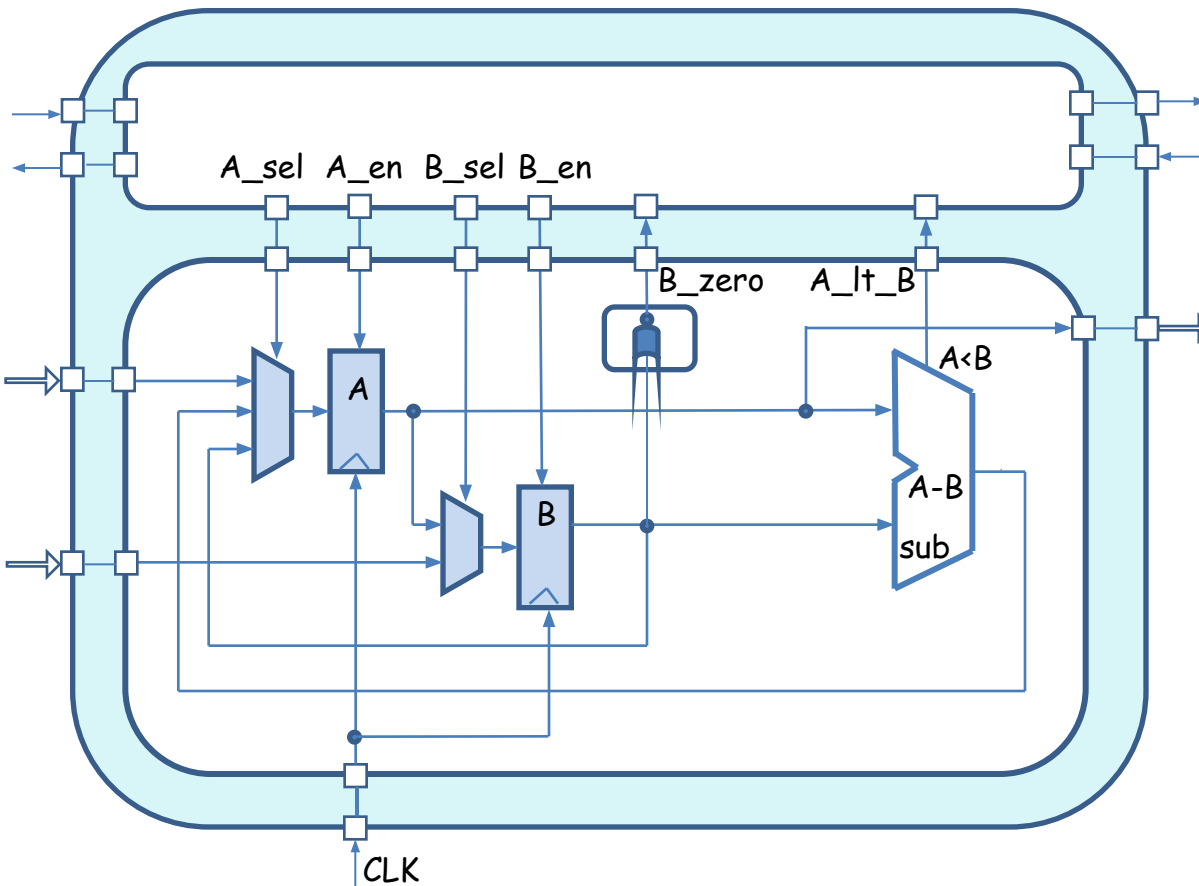 A_sel
A_en
B_sel
B_en
B_zero
A_lt_B
A<B
A
A-B
B
sub
CLK